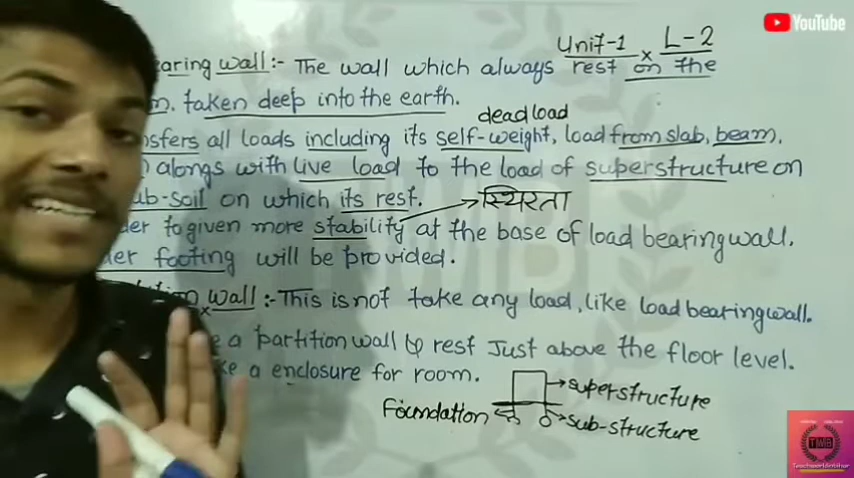 Unit-1 × L-2
YouTube
earing wall :- The wall which always rest on the
m. taken deep into the earth.
dead load
nsfers all loads including its self-weight, load from slab, beam,
) alongs with live load to the load of superstructure on
ub-soil on which its rest. स्थिरता
der to given more stability at the base of load bearing wall.
der footing will be provided.
wall :- This is not take any load, like load bearing wall.
e a partition wall & rest Just above the floor level.
ke a enclosure for room.
superstructure
Foundation
sub-structure
TWB